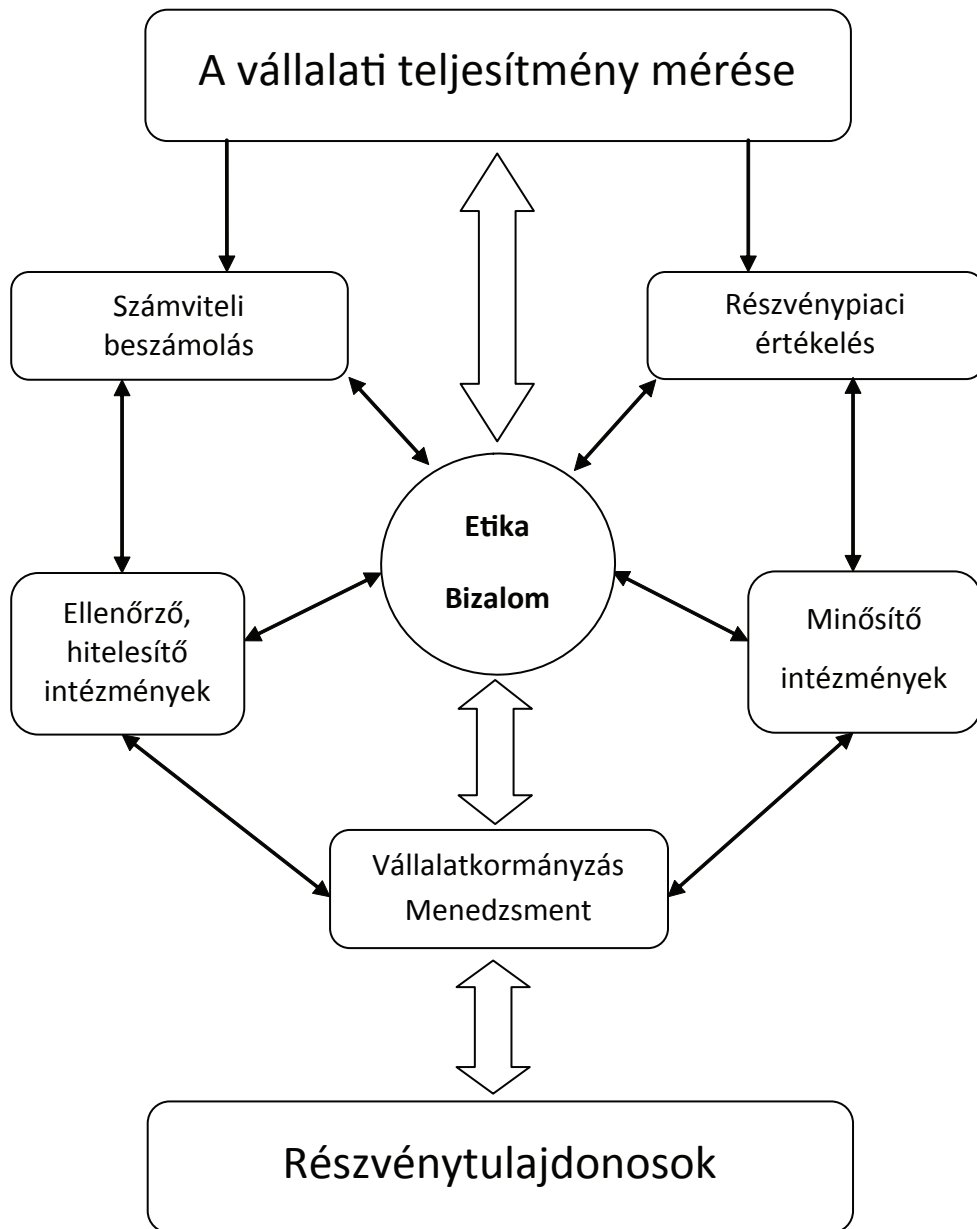 A vállalati teljesítmény mérése
Számviteli
beszámolás
Részvénypiaci
értékelés
Etika
Bizalom
Ellenőrző,
hitelesítő
intézmények
Minősítő
intézmények
Vállalatkormányzás
Menedzsment
Részvénytulajdonosok